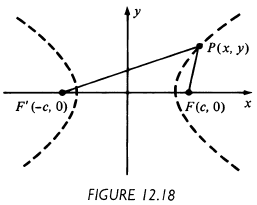 y
P(x, y)
F'(-c, 0)
F(c, 0)
x
FIGURE 12.18